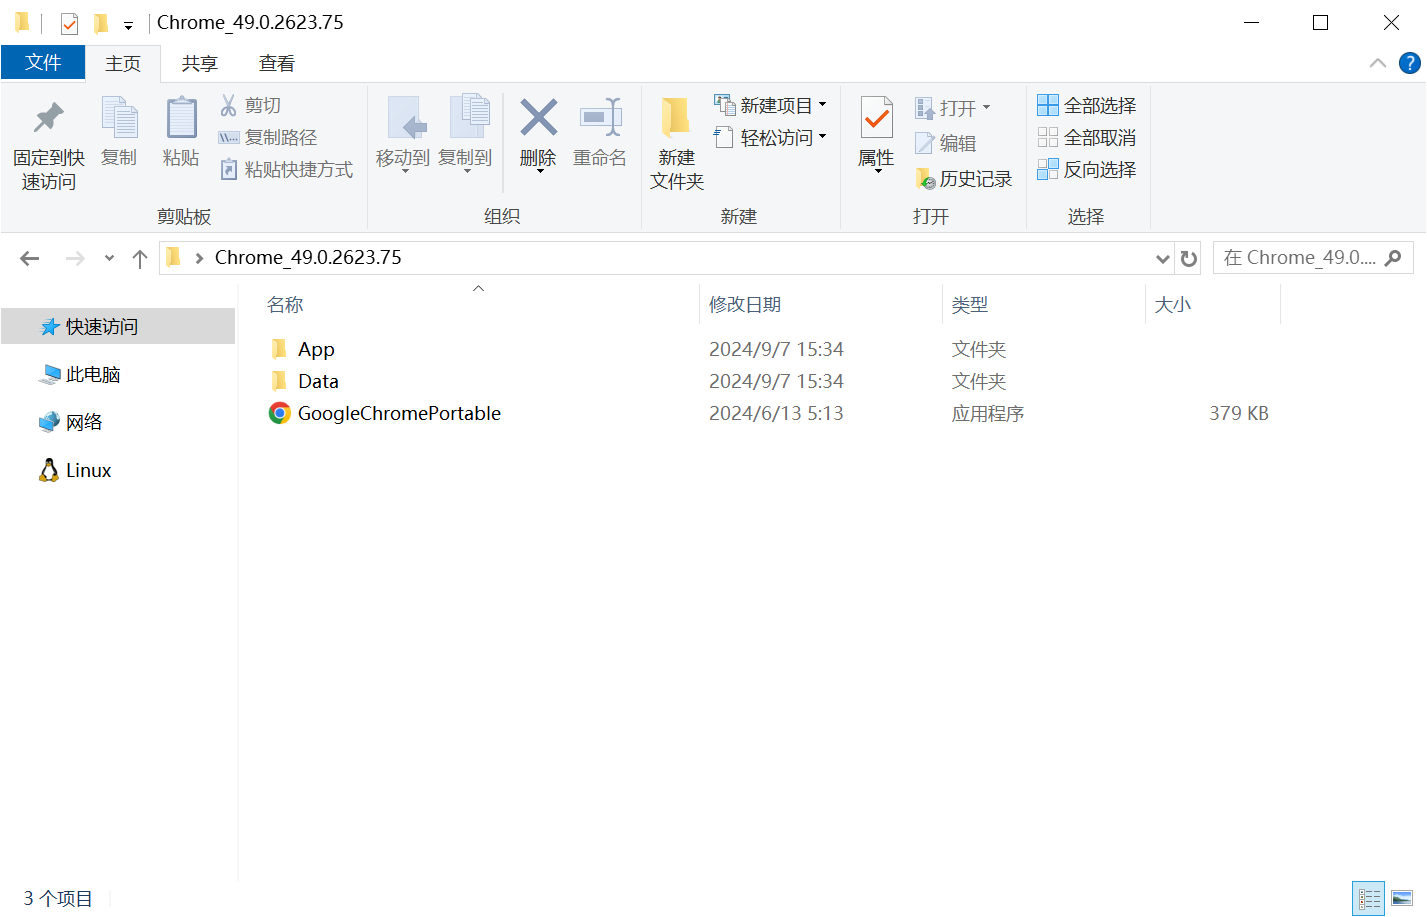 Chrome_49.0.2623.75
文件 主页 共享 查看
固定到快速访问
复制
粘贴
剪切
复制路径
粘贴快捷方式
剪贴板
移动到
复制到
删除
重命名
组织
新建文件夹
新建项目
轻松访问
新建
属性
打开
编辑
历史记录
打开
全部选择
全部取消
反向选择
选择
Chrome_49.0.2623.75
在 Chrome_49.0....
快速访问
此电脑
网络
Linux
名称 修改日期 类型 大小
App 2024/9/7 15:34 文件夹
Data 2024/9/7 15:34 文件夹
GoogleChromePortable 2024/6/13 5:13 应用程序 379 KB
3 个项目